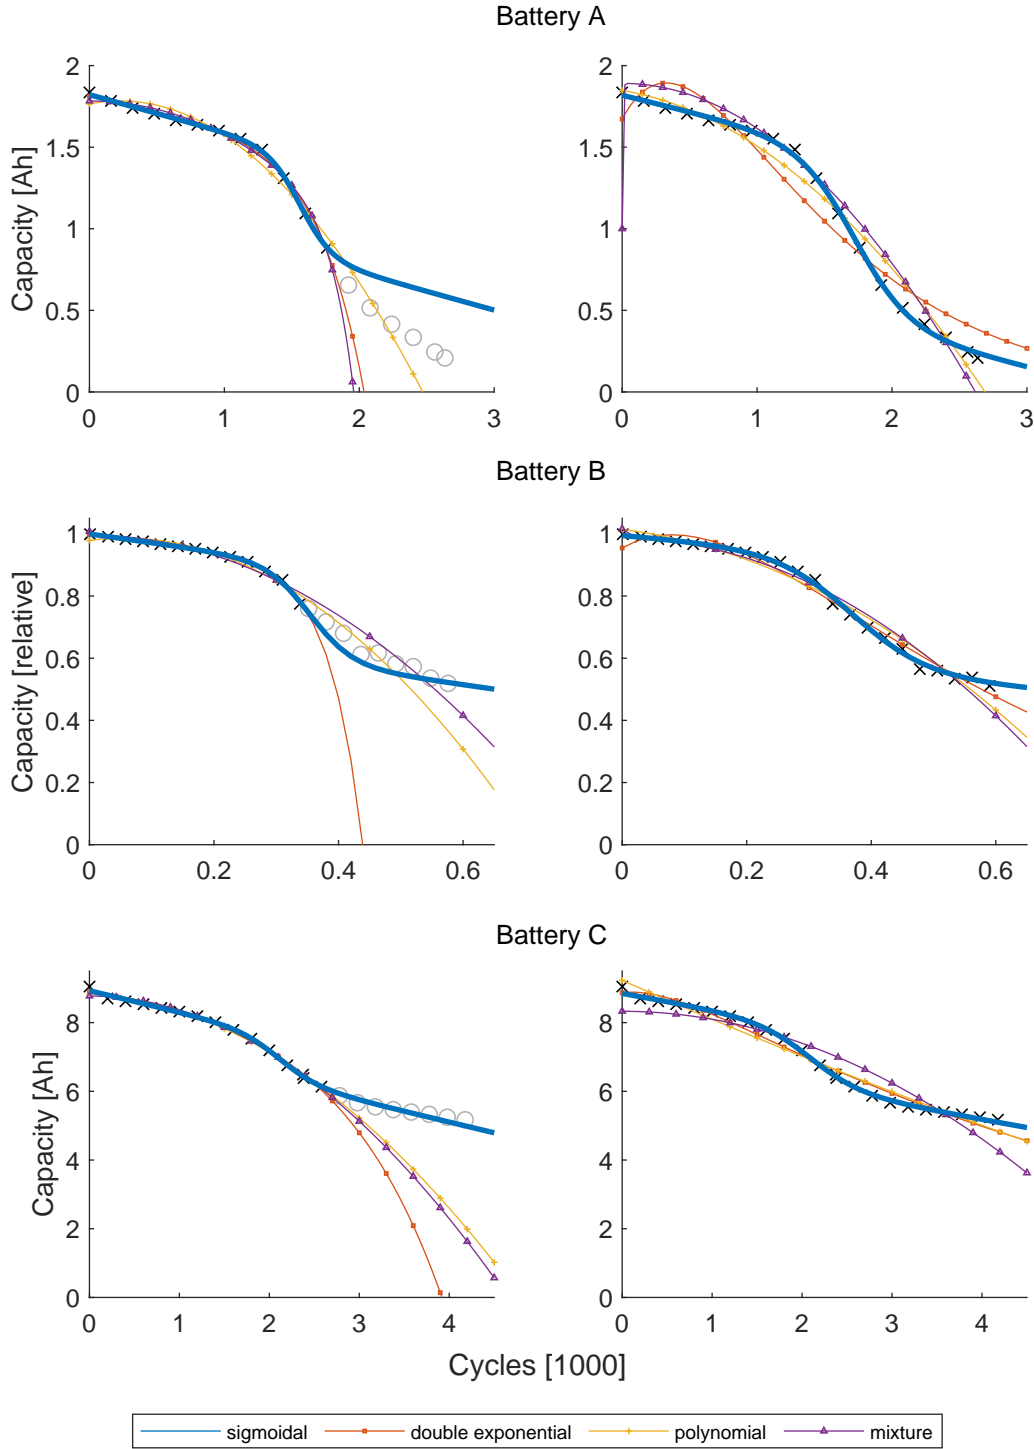 Battery A
Capacity [Ah]
2
1.5
1
0.5
0
0 1 2 3
2
1.5
1
0.5
0
0 1 2 3
Battery B
Capacity [relative]
1
0.8
0.6
0.4
0.2
0
0 0.2 0.4 0.6
1
0.8
0.6
0.4
0.2
0
0 0.2 0.4 0.6
Battery C
Capacity [Ah]
8
6
4
2
0
0 1 2 3 4
8
6
4
2
0
0 1 2 3 4
Cycles [1000]
sigmoidal double exponential polynomial mixture